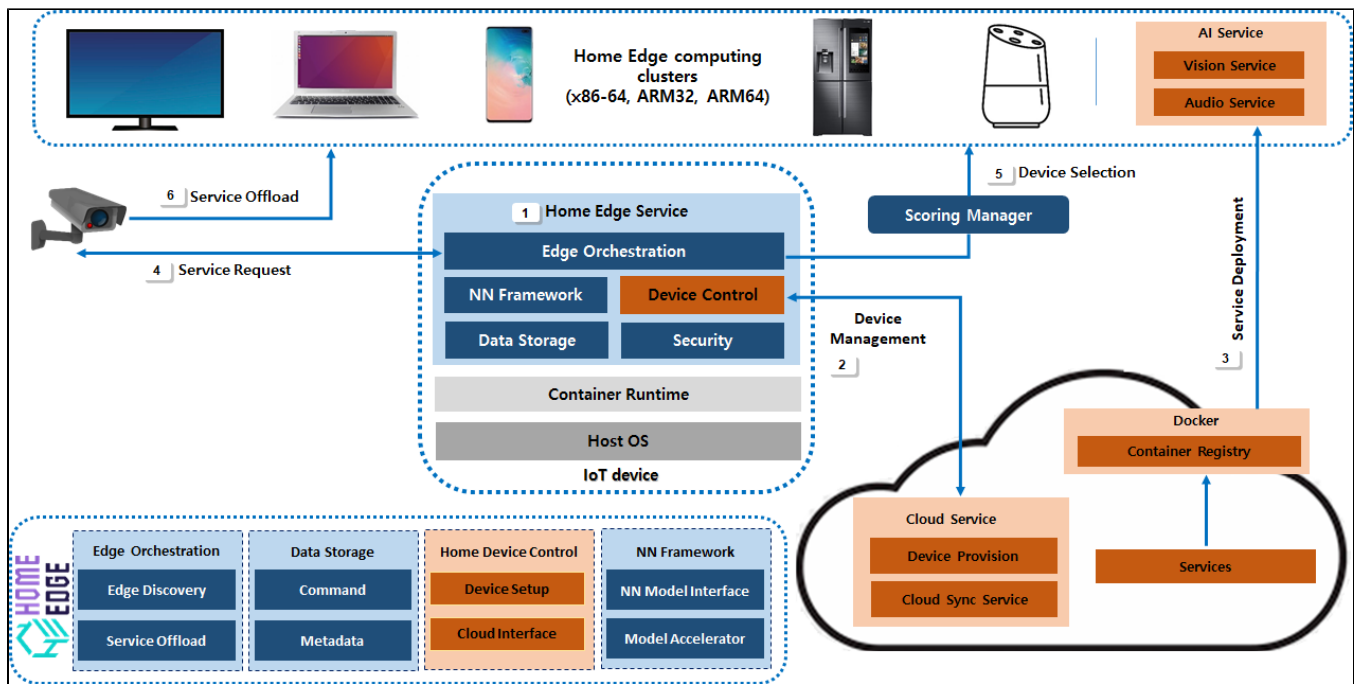 Home Edge computing
clusters
(x86-64, ARM32, ARM64)
AI Service
Vision Service
Audio Service
6 Service Offload
4 Service Request
1 Home Edge Service
Edge Orchestration
NN Framework
Device Control
Data Storage
Security
Container Runtime
Host OS
IoT device
5 Device Selection
Scoring Manager
Device
Management
2
3 Service Deployment
Docker
Container Registry
Cloud Service
Device Provision
Cloud Sync Service
Services
HOME
EDGE
Edge Orchestration
Edge Discovery
Service Offload
Data Storage
Command
Metadata
Home Device Control
Device Setup
Cloud Interface
NN Framework
NN Model Interface
Model Accelerator